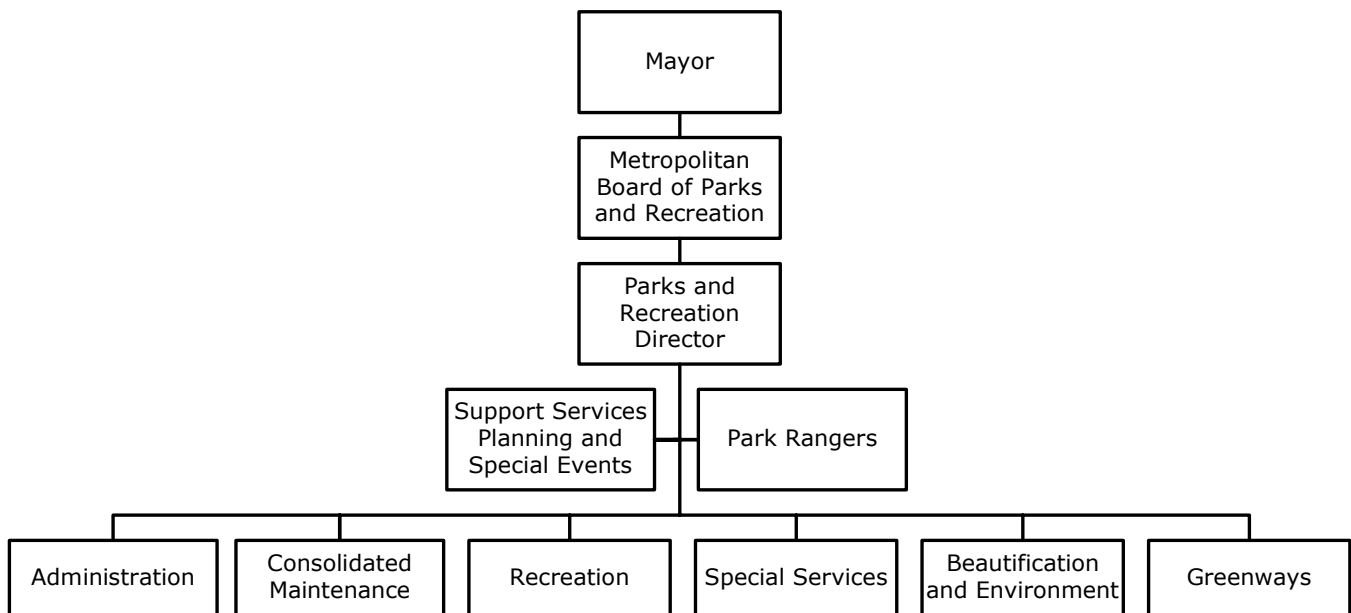 Mayor
Metropolitan
Board of Parks
and Recreation
Parks and
Recreation
Director
Support Services
Planning and
Special Events
Park Rangers
Administration
Consolidated
Maintenance
Recreation
Special Services
Beautification
and Environment
Greenways